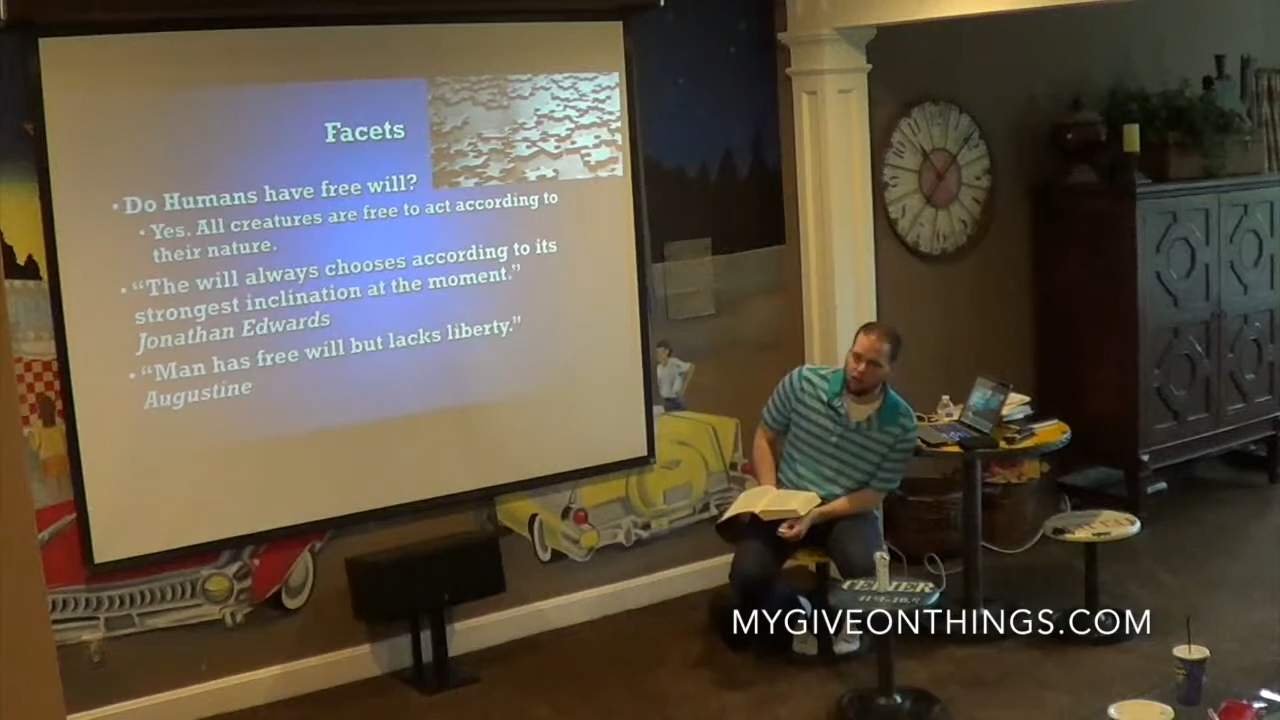 Facets
• Do Humans have free will?
• Yes. All creatures are free to act according to
their nature.
• “The will always chooses according to its
strongest inclination at the moment.”
Jonathan Edwards
• “Man has free will but lacks liberty."
Augustine
MYGIVEONTHINGS.COM